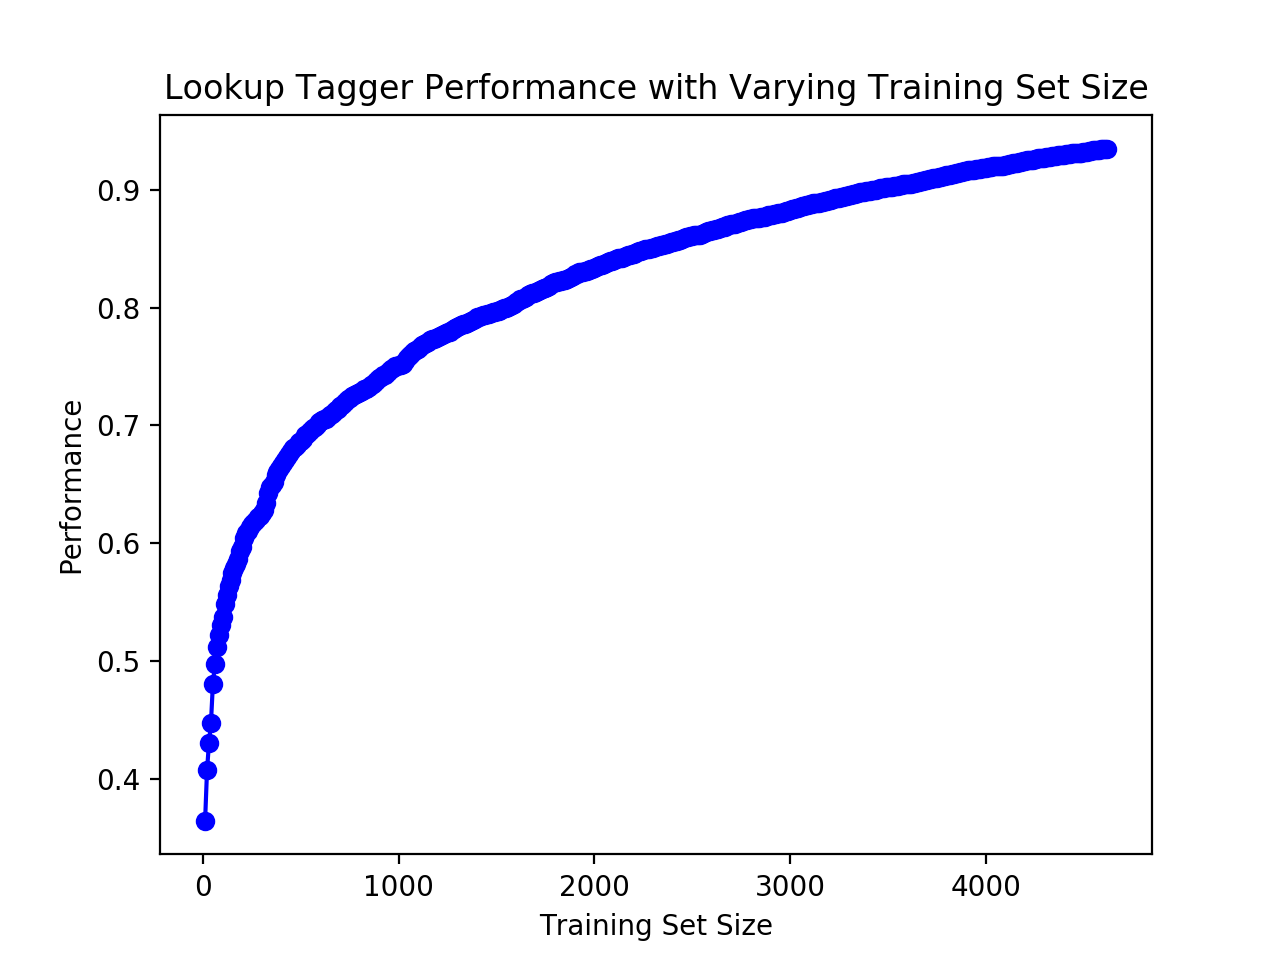 Lookup Tagger Performance with Varying Training Set Size
0.9
0.8
0.7
0.6
0.5
0.4
Performance
0 1000 2000 3000 4000
Training Set Size